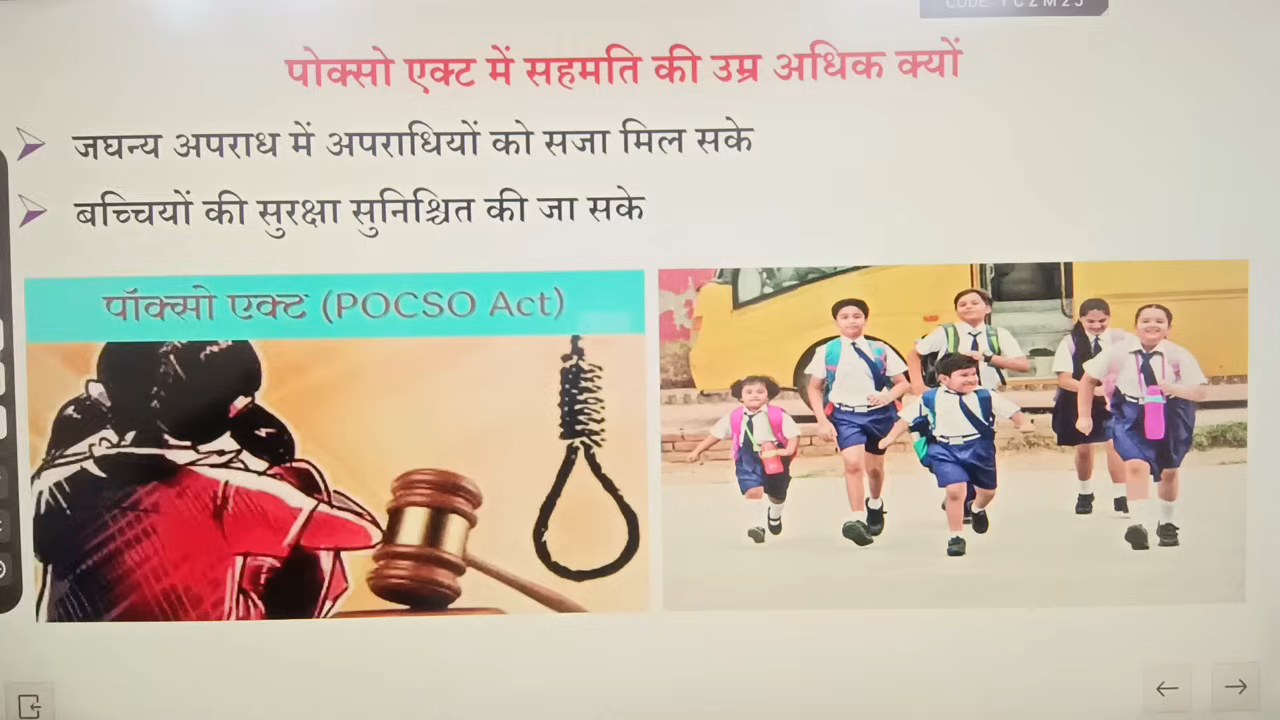 पोक्सो एक्ट में सहमति की उम्र अधिक क्यों
जघन्य अपराध में अपराधियों को सजा मिल सके
बच्चियों की सुरक्षा सुनिश्चित की जा सके
पॉक्सो एक्ट (POCSO Act)